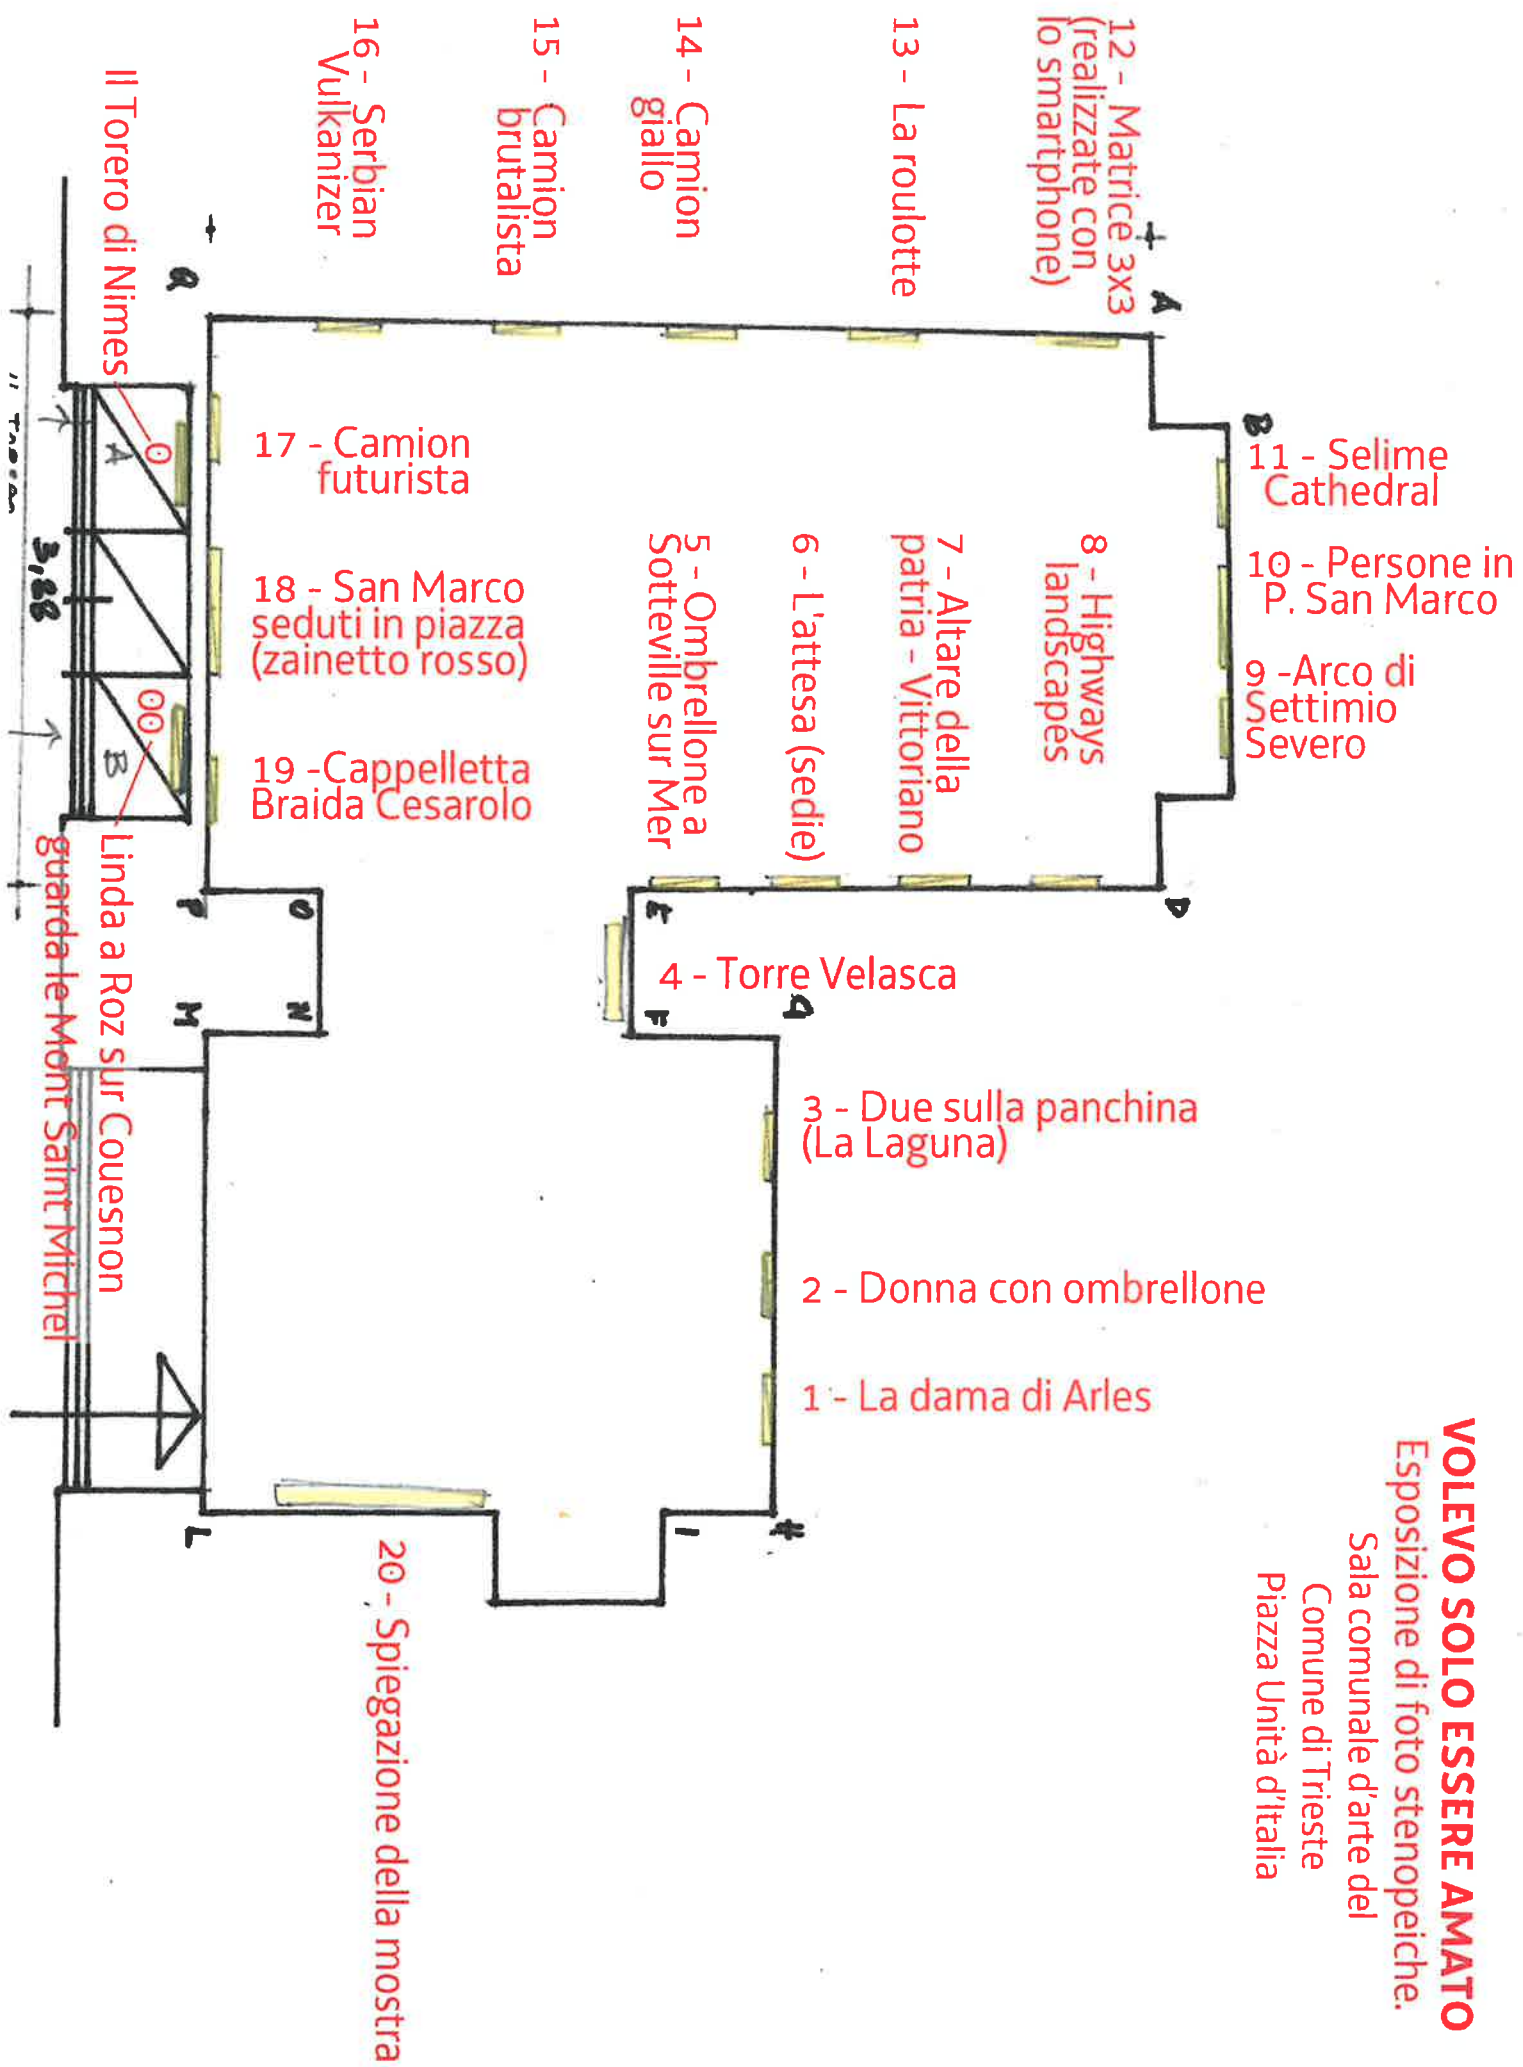 VOLEVO SOLO ESSERE AMATO
Esposizione di foto stenopeiche.
Sala comunale d'arte del
Comune di Trieste
Piazza Unità d'Italia
12 - Matrice 3x3
(realizzate con
lo smartphone)
13 - La roulotte
14 - Camion
giallo
15 - Camion
brutalista
16 - Serbian
Vulkanizer
Il Torero di Nimes
A
B
11 - Selime
Cathedral
10 - Persone in
P. San Marco
9 -Arco di
Settimio
Severo
8 - Highways
landscapes
7 - Altare della
patria - Vittoriano
6 - L'attesa (sedie)
5 - Ombrellone a
Sotteville sur Mer
D
E
4 - Torre Velasca
F
G
3 - Due sulla panchina
(La Laguna)
2 - Donna con ombrellone
1 - La dama di Arles
H
I
L
20 - Spiegazione della mostra
Q
17 - Camion
futurista
18 - San Marco
seduti in piazza
(zainetto rosso)
19 -Cappelletta
Braida Cesarolo
P
O
N
M
0
A
00
B
3,88
Linda a Roz sur Couesnon
guarda le Mont Saint Michel